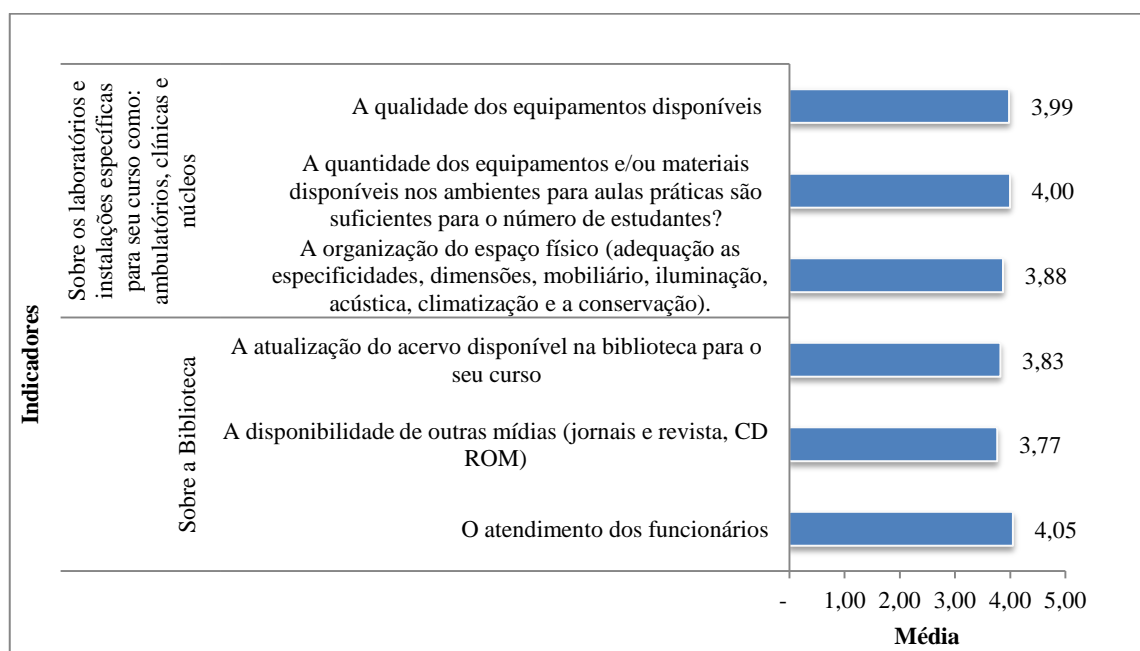 Indicadores
Sobre os laboratórios e
instalações específicas
para seu curso como:
ambulatórios, clínicas e
núcleos
A qualidade dos equipamentos disponíveis
3,99
A quantidade dos equipamentos e/ou materiais
disponíveis nos ambientes para aulas práticas são
suficientes para o número de estudantes?
4,00
A organização do espaço físico (adequação as
especificidades, dimensões, mobiliário, iluminação,
acústica, climatização e a conservação).
3,88
Sobre a Biblioteca
A atualização do acervo disponível na biblioteca para o
seu curso
3,83
A disponibilidade de outras mídias (jornais e revista, CD
ROM)
3,77
O atendimento dos funcionários
4,05
- 1,00 2,00 3,00 4,00 5,00
Média